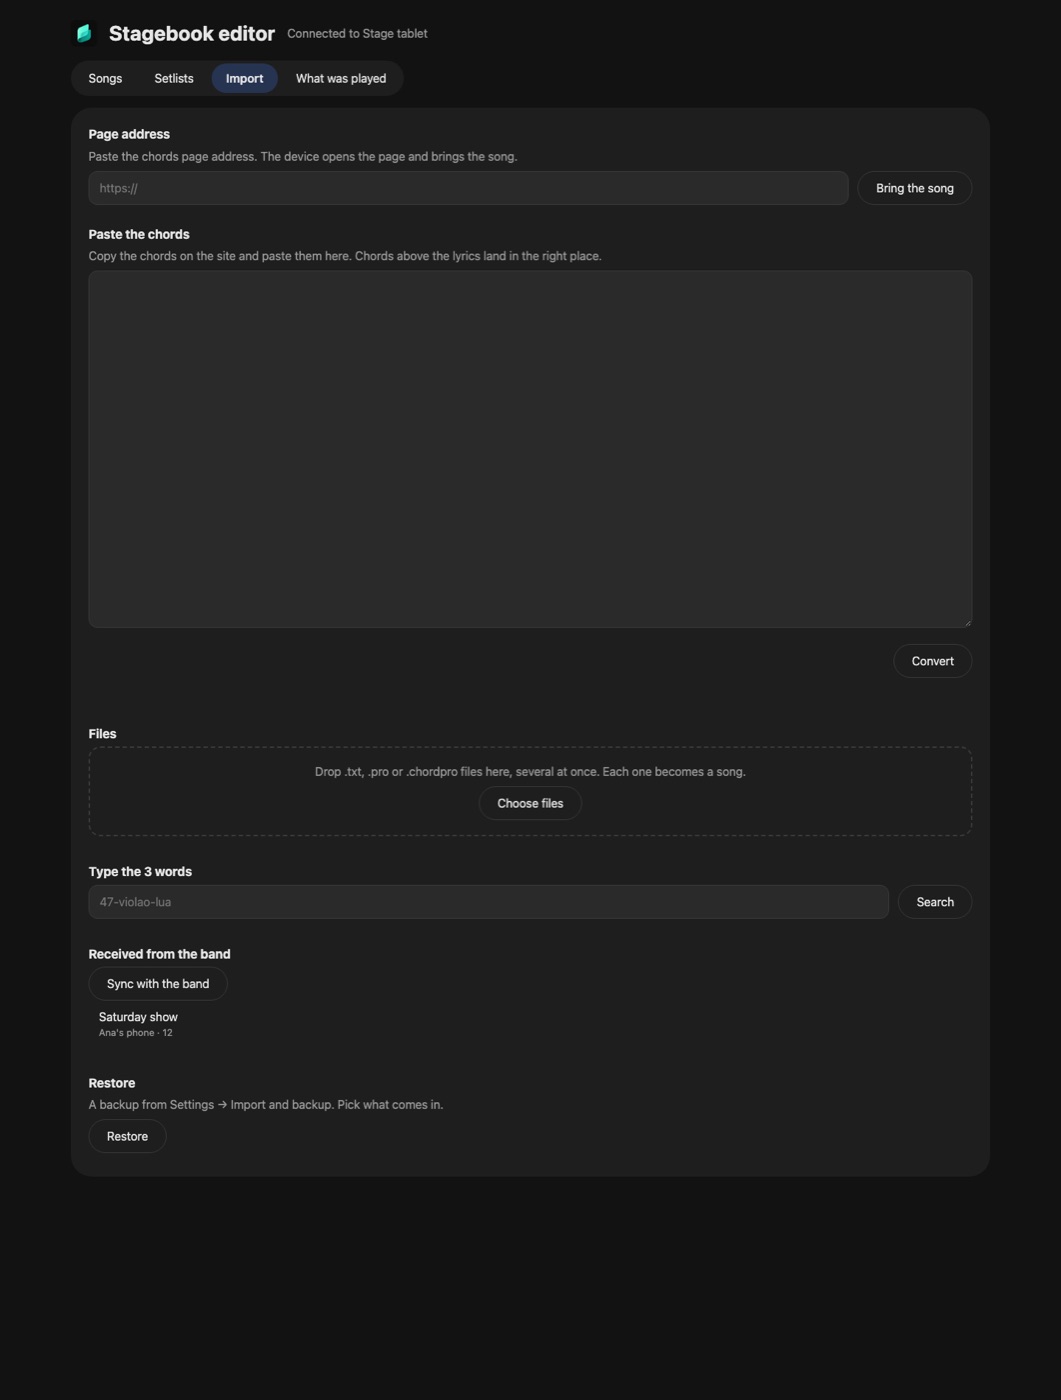 Stagebook editor
Connected to Stage tablet
Songs
Setlists
Import
What was played
Page address
Paste the chords page address. The device opens the page and brings the song.
https://
Bring the song
Paste the chords
Copy the chords on the site and paste them here. Chords above the lyrics land in the right place.
Convert
Files
Drop .txt, .pro or .chordpro files here, several at once. Each one becomes a song.
Choose files
Type the 3 words
47-violao-lua
Search
Received from the band
Sync with the band
Saturday show
Ana's phone · 12
Restore
A backup from Settings → Import and backup. Pick what comes in.
Restore